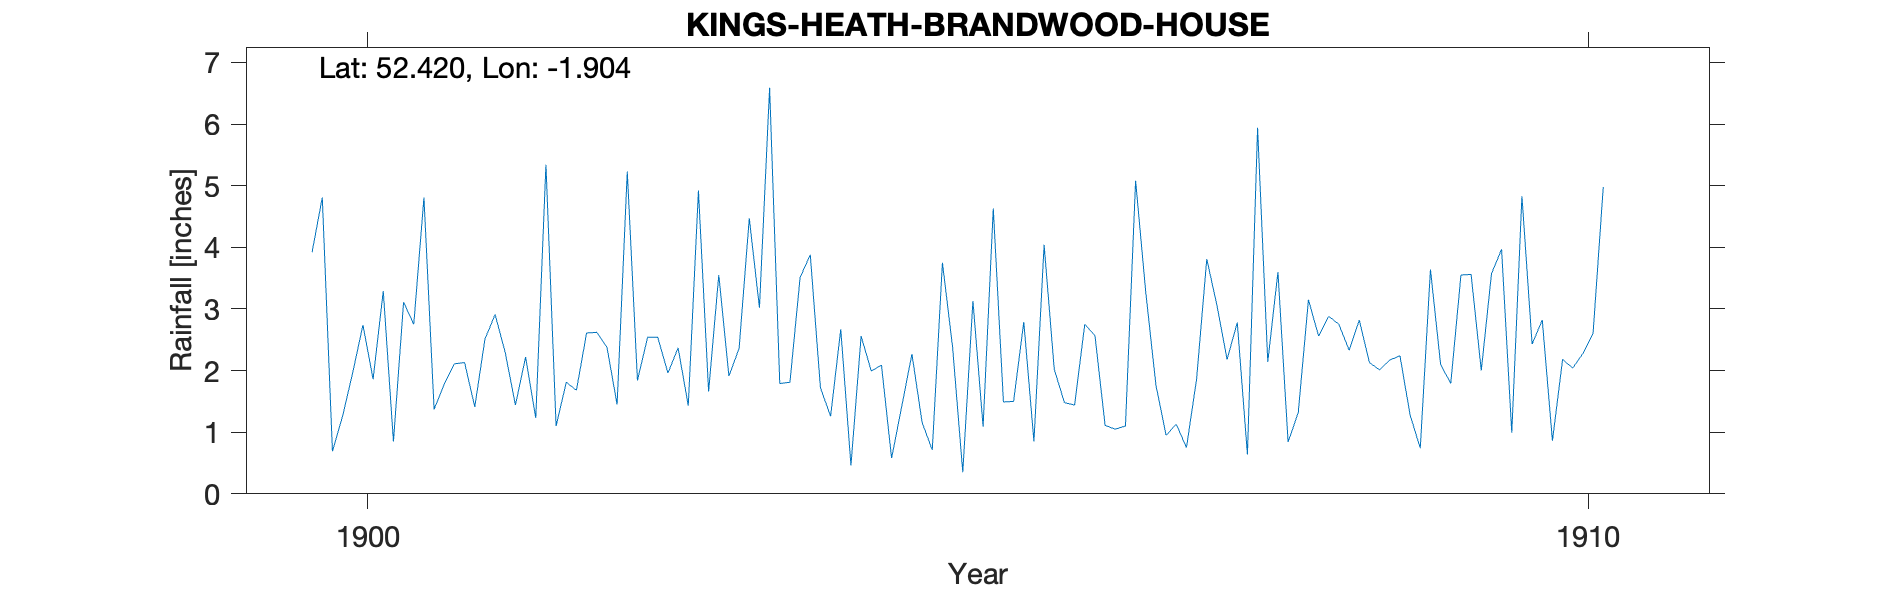 KINGS-HEATH-BRANDWOOD-HOUSE
Lat: 52.420, Lon: -1.904
7
6
5
4
3
2
1
0
Rainfall [inches]
1900
1910
Year